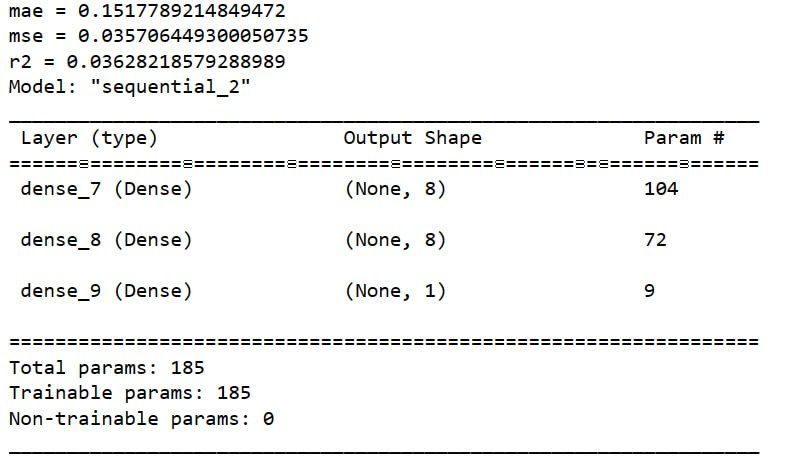 mae = 0.1517789214849472
mse = 0.035706449300050735
r2 = 0.03628218579288989
Model: "sequential_2"
_________________________________________________________________
Layer (type) Output Shape Param #
=================================================================
dense_7 (Dense) (None, 8) 104
dense_8 (Dense) (None, 8) 72
dense_9 (Dense) (None, 1) 9
=================================================================
Total params: 185
Trainable params: 185
Non-trainable params: 0
_________________________________________________________________